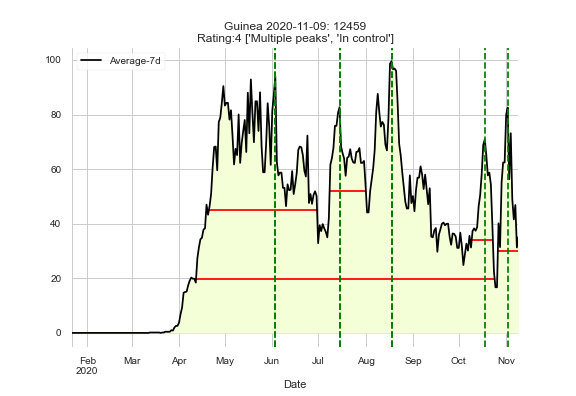 Guinea 2020-11-09: 12459
Rating:4 ['Multiple peaks', 'In control']
Average-7d
100
80
60
40
20
0
Feb Mar Apr May Jun Jul Aug Sep Oct Nov
2020
Date